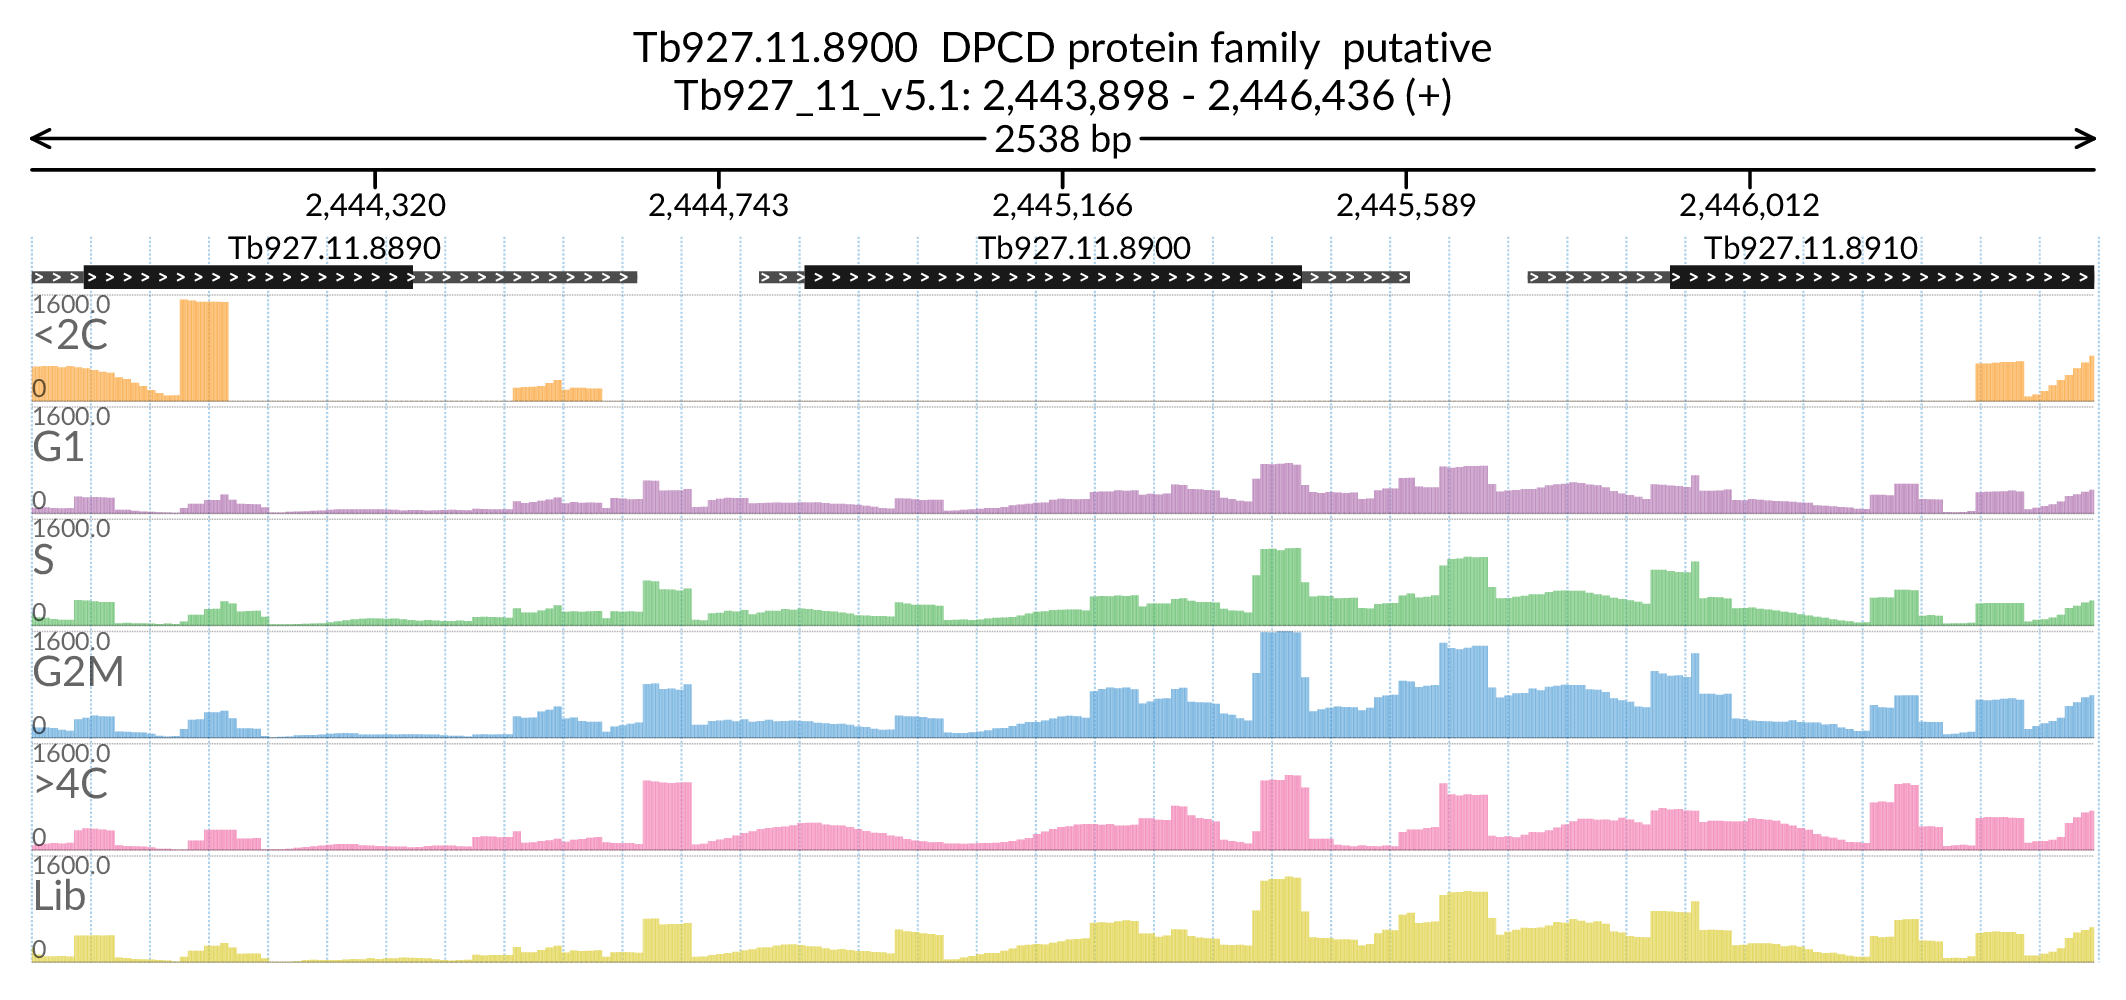 Tb927.11.8900  DPCD protein family  putative
Tb927_11_v5.1: 2,443,898 - 2,446,436 (+)
2538 bp
2,444,320 2,444,743 2,445,166 2,445,589 2,446,012
Tb927.11.8890 Tb927.11.8900 Tb927.11.8910
1600.0
<2C
0
1600.0
G1
0
1600.0
S
0
1600.0
G2M
0
1600.0
>4C
0
1600.0
Lib
0